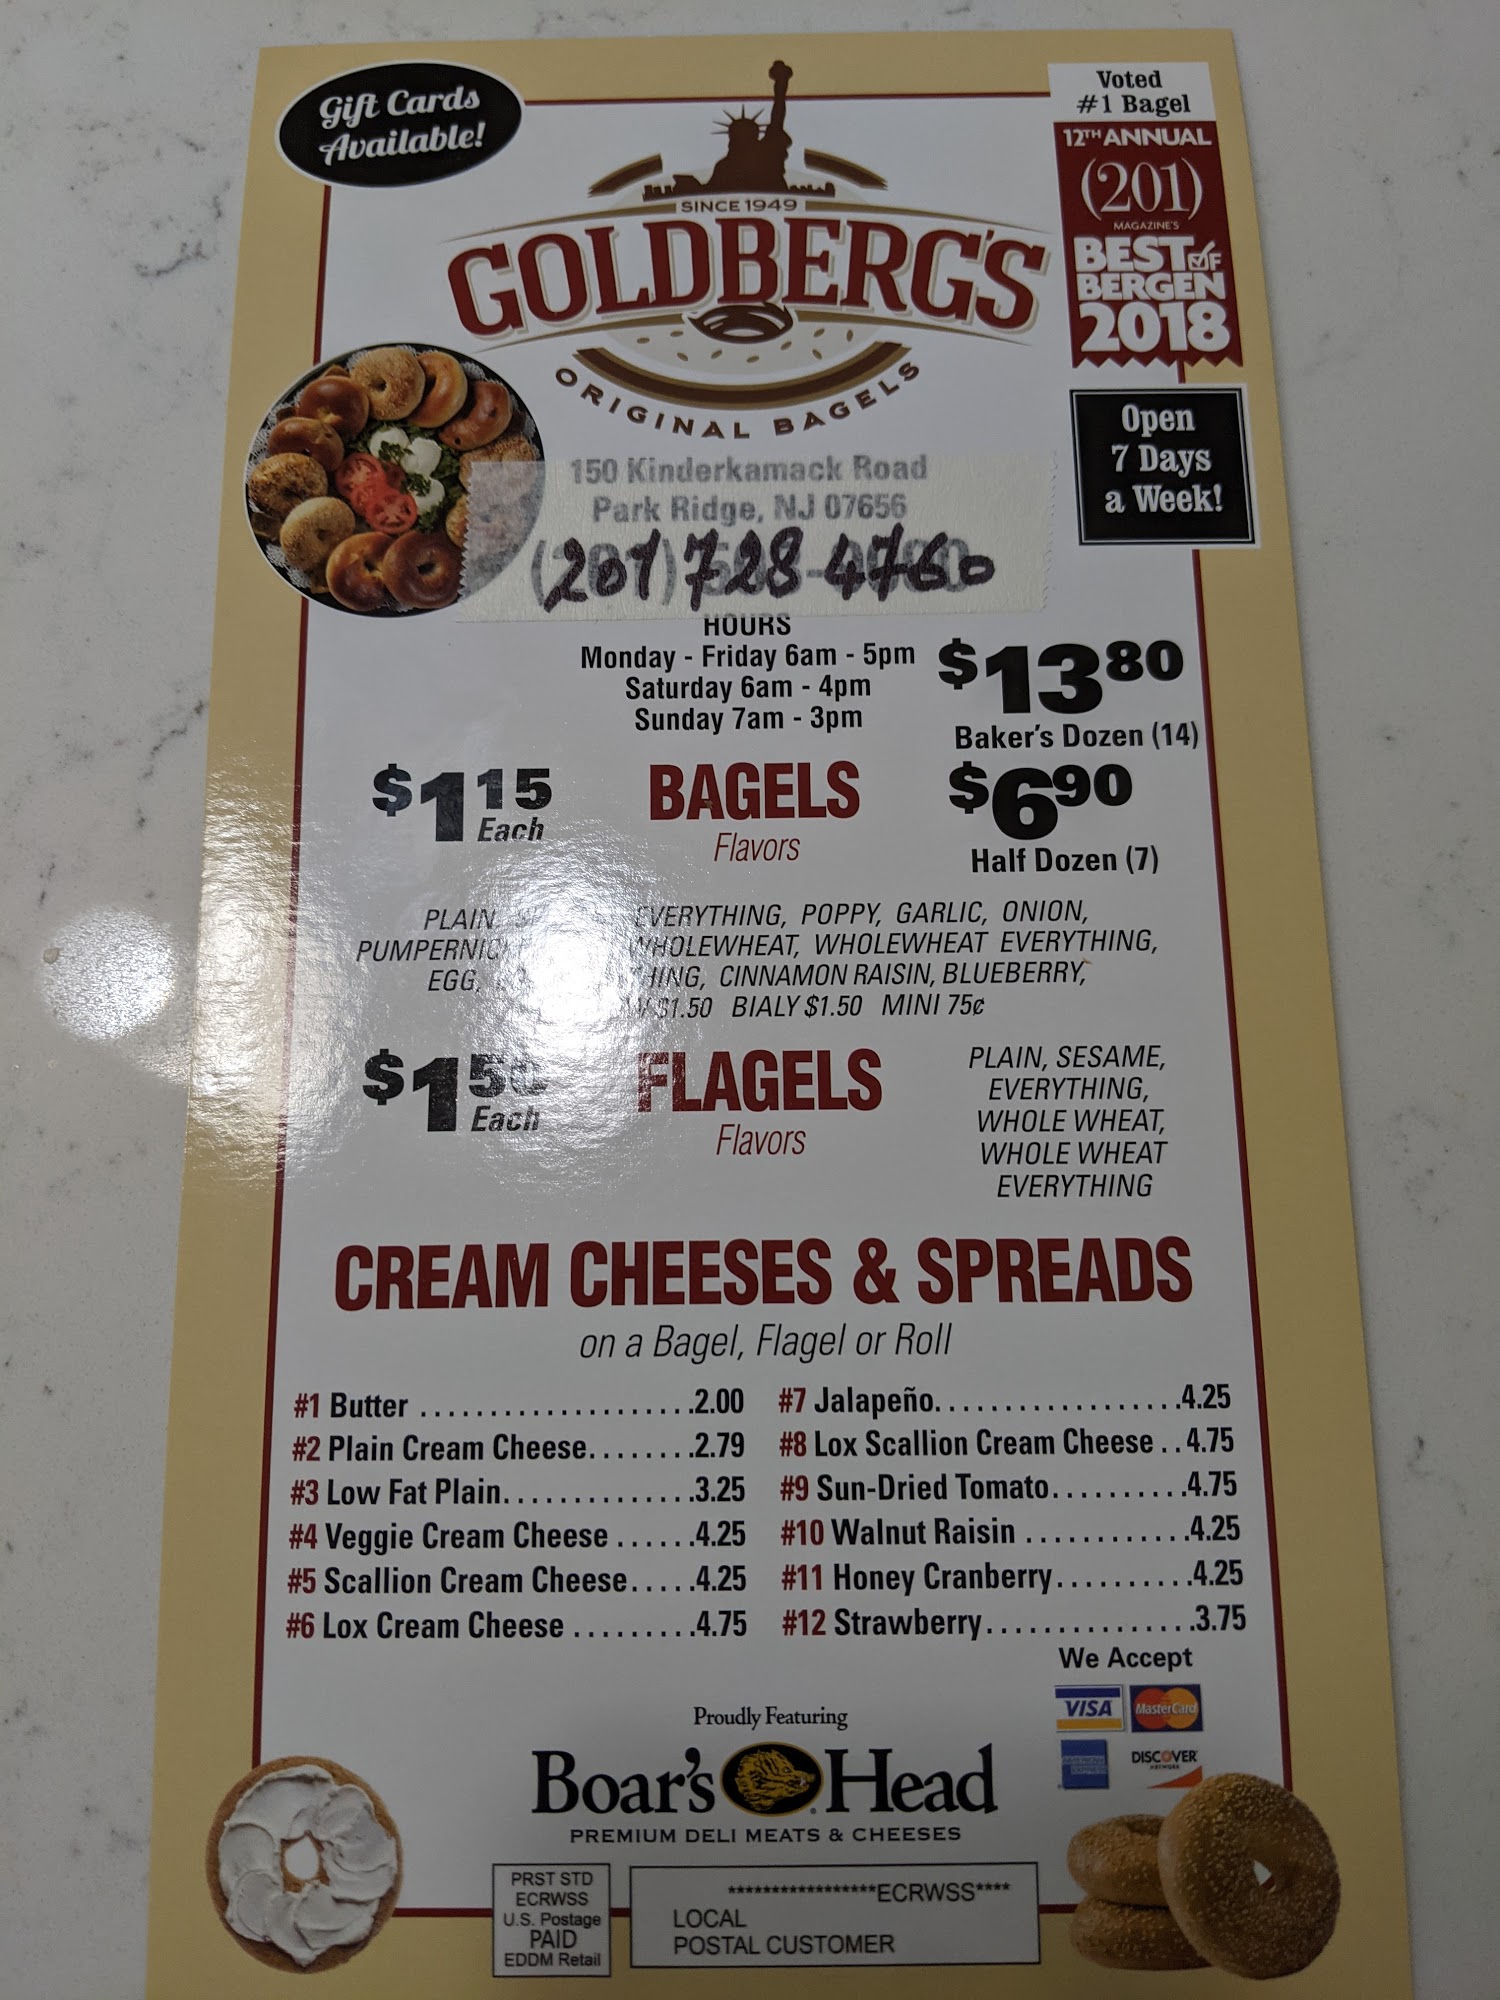 Gift Cards
Available!
Voted
#1 Bagel
12TH ANNUAL
(201)
MAGAZINE'S
BEST OF
BERGEN
2018
SINCE 1949
GOLDBERG'S
ORIGINAL BAGELS
Open
7 Days
a Week!
150 Kinderkamack Road
Park Ridge, NJ 07656
201 728 4760
HOURS
Monday - Friday 6am - 5pm
Saturday 6am - 4pm
Sunday 7am - 3pm
$13.80
Baker's Dozen (14)
$1.15
Each
BAGELS
Flavors
$6.90
Half Dozen (7)
PLAIN, EVERYTHING, POPPY, GARLIC, ONION,
WHOLEWHEAT, WHOLEWHEAT EVERYTHING,
EGG, CINNAMON RAISIN, BLUEBERRY,
$1.50 BIALY $1.50 MINI 75¢
$1.50
Each
FLAGELS
Flavors
PLAIN, SESAME,
EVERYTHING,
WHOLE WHEAT,
WHOLE WHEAT
EVERYTHING
CREAM CHEESES & SPREADS
on a Bagel, Flagel or Roll
#1 Butter ....................2.00
#2 Plain Cream Cheese........2.79
#3 Low Fat Plain..............3.25
#4 Veggie Cream Cheese ......4.25
#5 Scallion Cream Cheese.....4.25
#6 Lox Cream Cheese .........4.75
#7 Jalapeño..................4.25
#8 Lox Scallion Cream Cheese ..4.75
#9 Sun-Dried Tomato..........4.75
#10 Walnut Raisin ............4.25
#11 Honey Cranberry..........4.25
#12 Strawberry...............3.75
We Accept
VISA
MasterCard
AMERICAN EXPRESS
DISCOVER
NETWORK
Proudly Featuring
Boar's Head
PREMIUM DELI MEATS & CHEESES
PRST STD
ECRWSS
U.S. Postage
PAID
EDDM Retail
*****************ECRWSS****
LOCAL
POSTAL CUSTOMER